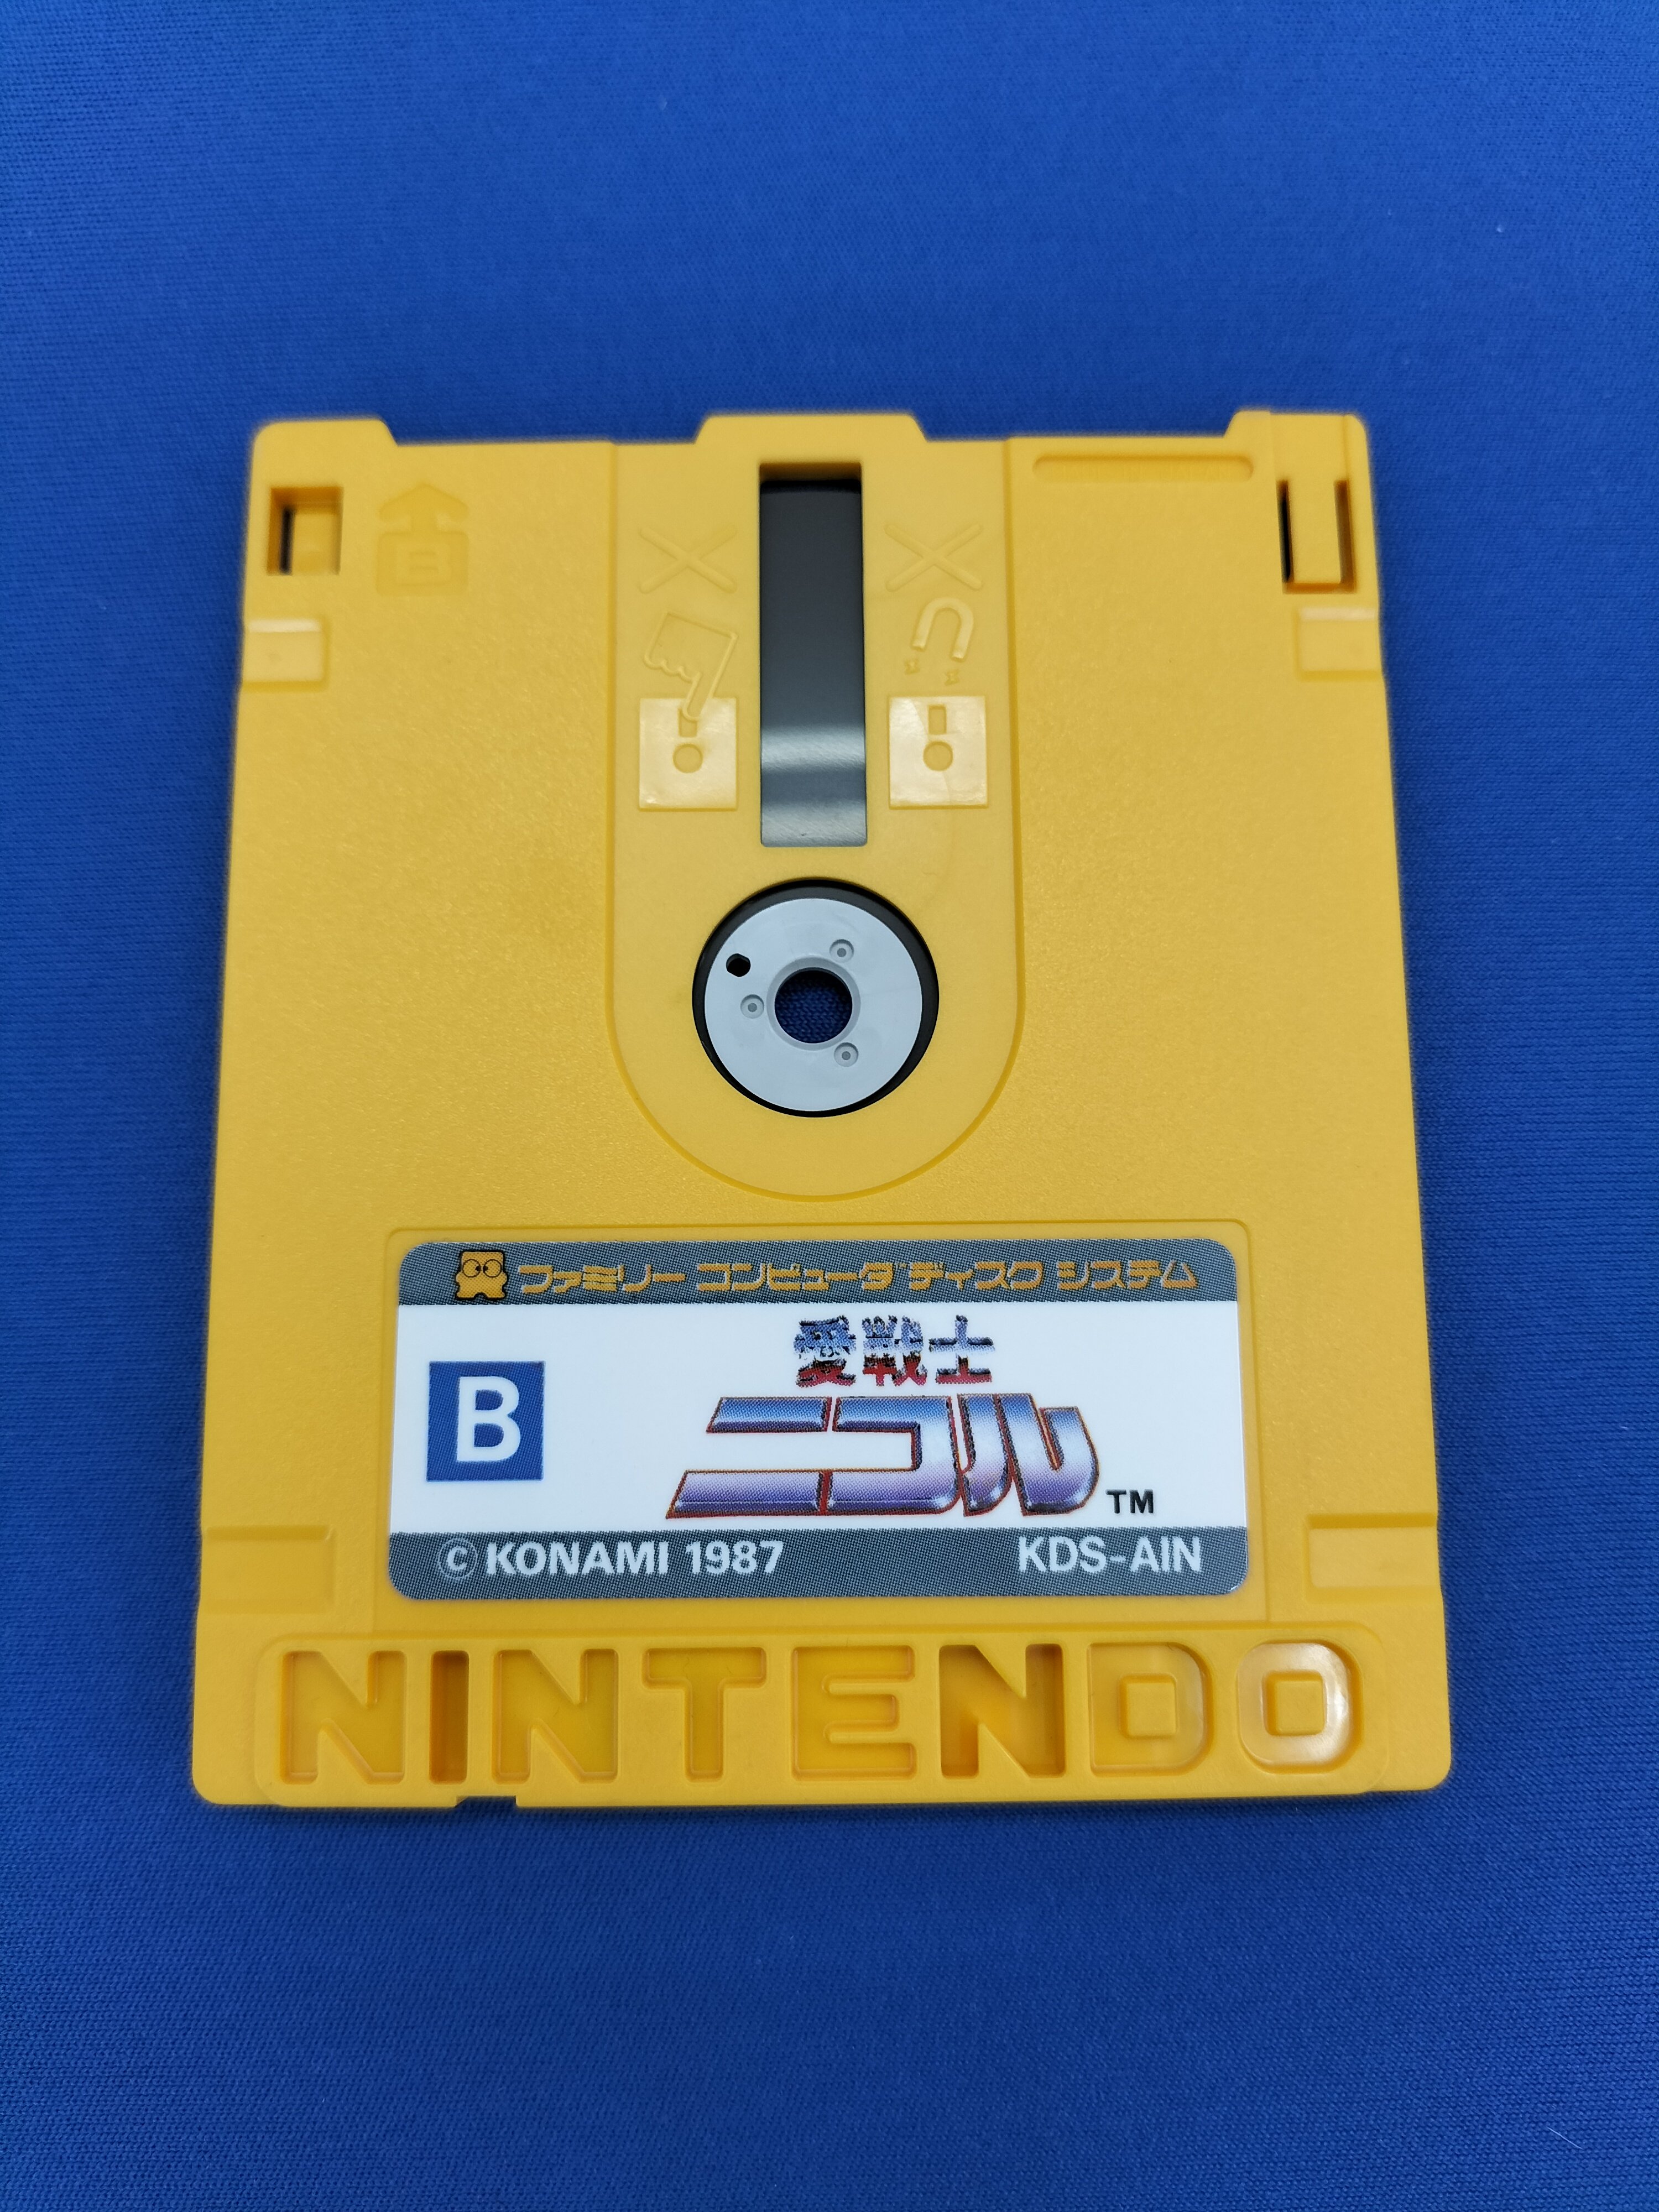 B
ファミリー コンピュータ ディスク システム
愛戦士
B
ニコル
TM
©KONAMI 1987 KDS-AIN
NINTENDO